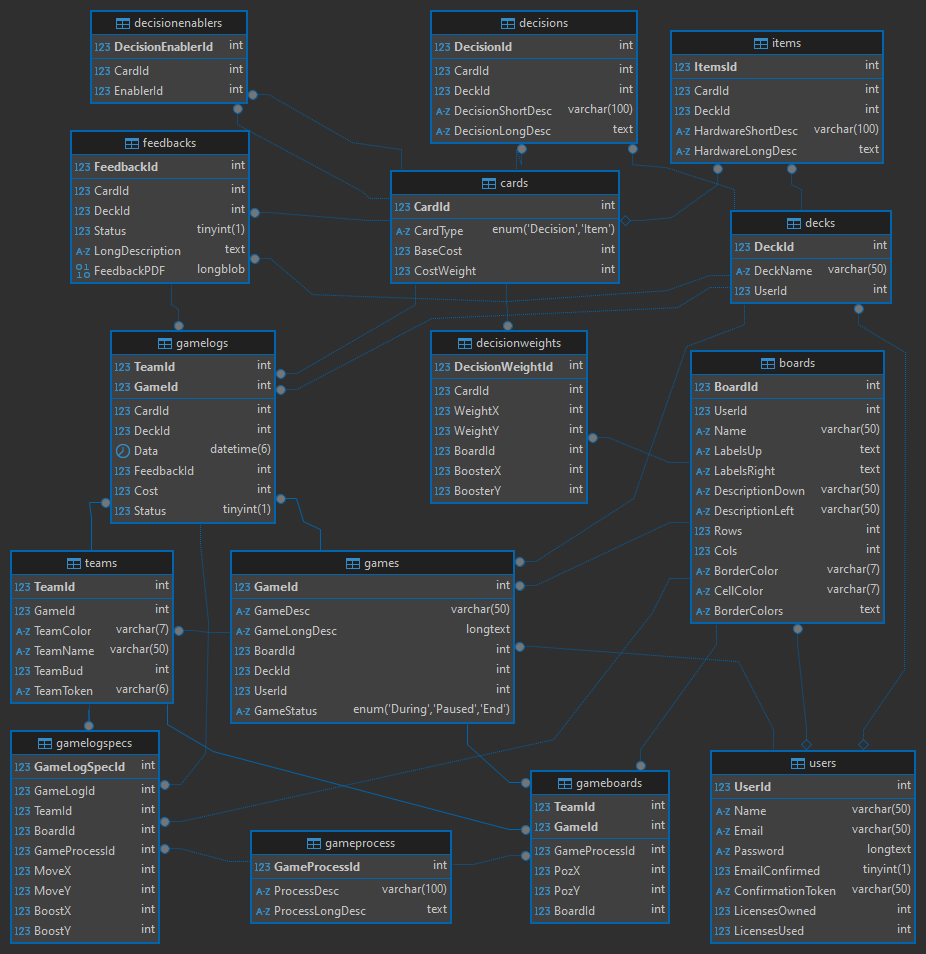 decisionenablers
123 DecisionEnablerId int
123 CardId int
123 EnablerId int
decisions
123 DecisionId int
123 CardId int
123 DeckId int
A-Z DecisionShortDesc varchar(100)
A-Z DecisionLongDesc text
items
123 ItemsId int
123 CardId int
123 DeckId int
A-Z HardwareShortDesc varchar(100)
A-Z HardwareLongDesc text
feedbacks
123 FeedbackId int
123 CardId int
123 DeckId int
123 Status tinyint(1)
A-Z LongDescription text
01 10 FeedbackPDF longblob
cards
123 CardId int
A-Z CardType enum('Decision','Item')
123 BaseCost int
123 CostWeight int
decks
123 DeckId int
A-Z DeckName varchar(50)
123 UserId int
gamelogs
123 TeamId int
123 GameId int
123 CardId int
123 DeckId int
Data datetime(6)
123 FeedbackId int
123 Cost int
123 Status tinyint(1)
decisionweights
123 DecisionWeightId int
123 CardId int
123 WeightX int
123 WeightY int
123 BoardId int
123 BoosterX int
123 BoosterY int
boards
123 BoardId int
123 UserId int
A-Z Name varchar(50)
A-Z LabelsUp text
A-Z LabelsRight text
A-Z DescriptionDown varchar(50)
A-Z DescriptionLeft varchar(50)
123 Rows int
123 Cols int
A-Z BorderColor varchar(7)
A-Z CellColor varchar(7)
A-Z BorderColors text
teams
123 TeamId int
123 GameId int
A-Z TeamColor varchar(7)
A-Z TeamName varchar(50)
123 TeamBud int
A-Z TeamToken varchar(6)
games
123 GameId int
A-Z GameDesc varchar(50)
A-Z GameLongDesc longtext
123 BoardId int
123 DeckId int
123 UserId int
A-Z GameStatus enum('During','Paused','End')
gamelogspecs
123 GameLogSpecId int
123 GameLogId int
123 TeamId int
123 BoardId int
123 GameProcessId int
123 MoveX int
123 MoveY int
123 BoostX int
123 BoostY int
gameprocess
123 GameProcessId int
A-Z ProcessDesc varchar(100)
A-Z ProcessLongDesc text
gameboards
123 TeamId int
123 GameId int
123 GameProcessId int
123 PozX int
123 PozY int
123 BoardId int
users
123 UserId int
A-Z Name varchar(50)
A-Z Email varchar(50)
A-Z Password longtext
123 EmailConfirmed tinyint(1)
A-Z ConfirmationToken varchar(50)
123 LicensesOwned int
123 LicensesUsed int